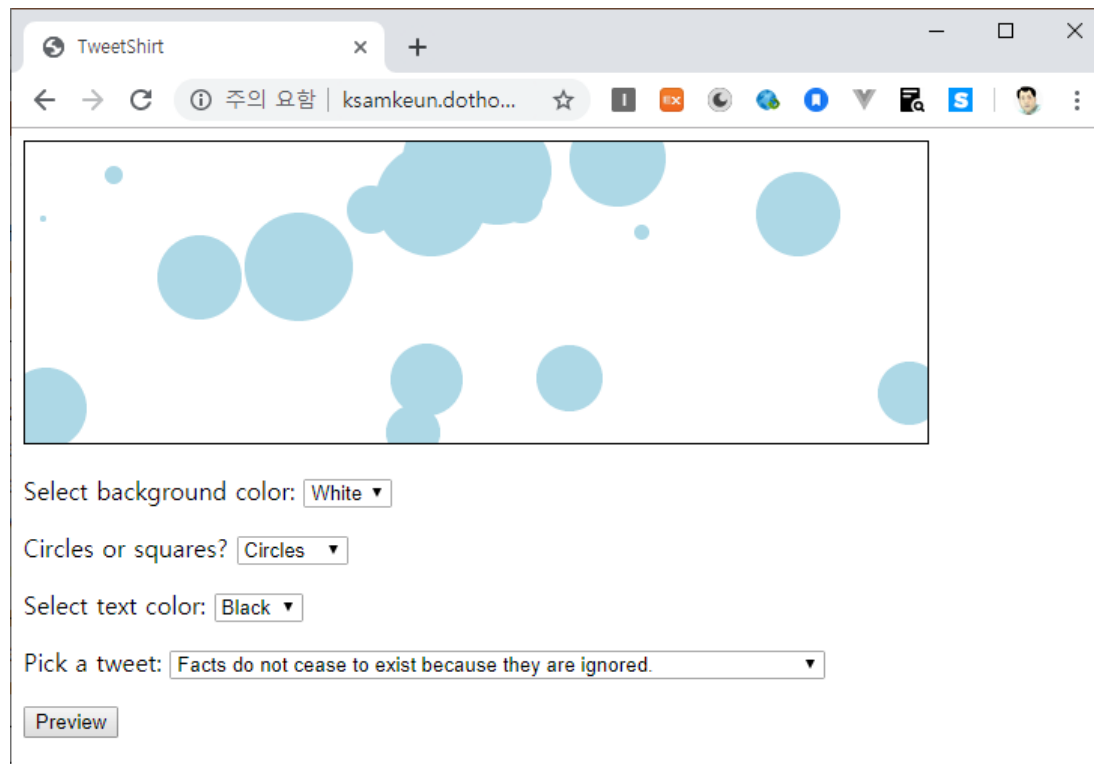 TweetShirt
주의 요함 ksamkeun.dotho...
I EX S
Select background color: White
Circles or squares? Circles
Select text color: Black
Pick a tweet: Facts do not cease to exist because they are ignored.
Preview